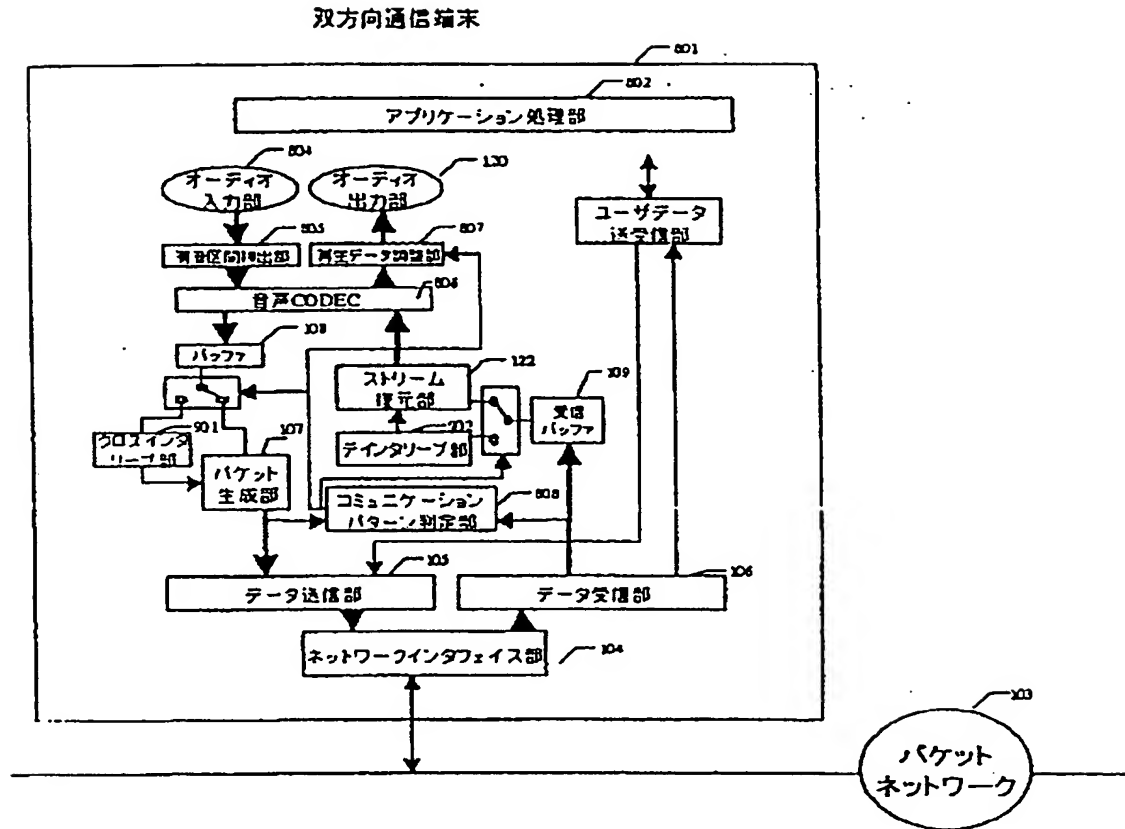 双方向通信端末
801
802
アプリケーション処理部
804
オーディオ
入力部
120
オーディオ
出力部
ユーザデータ
送受信部
805
有音区間検出部
807
再生データ調整部
806
音声CODEC
108
バッファ
122
ストリーム
復元部
109
受信
バッファ
901
クロスインタ
リーブ部
107
パケット
生成部
902
デインタリーブ部
808
コミュニケーション
パターン判定部
105
データ送信部
106
データ受信部
ネットワークインタフェイス部
104
103
パケット
ネットワーク